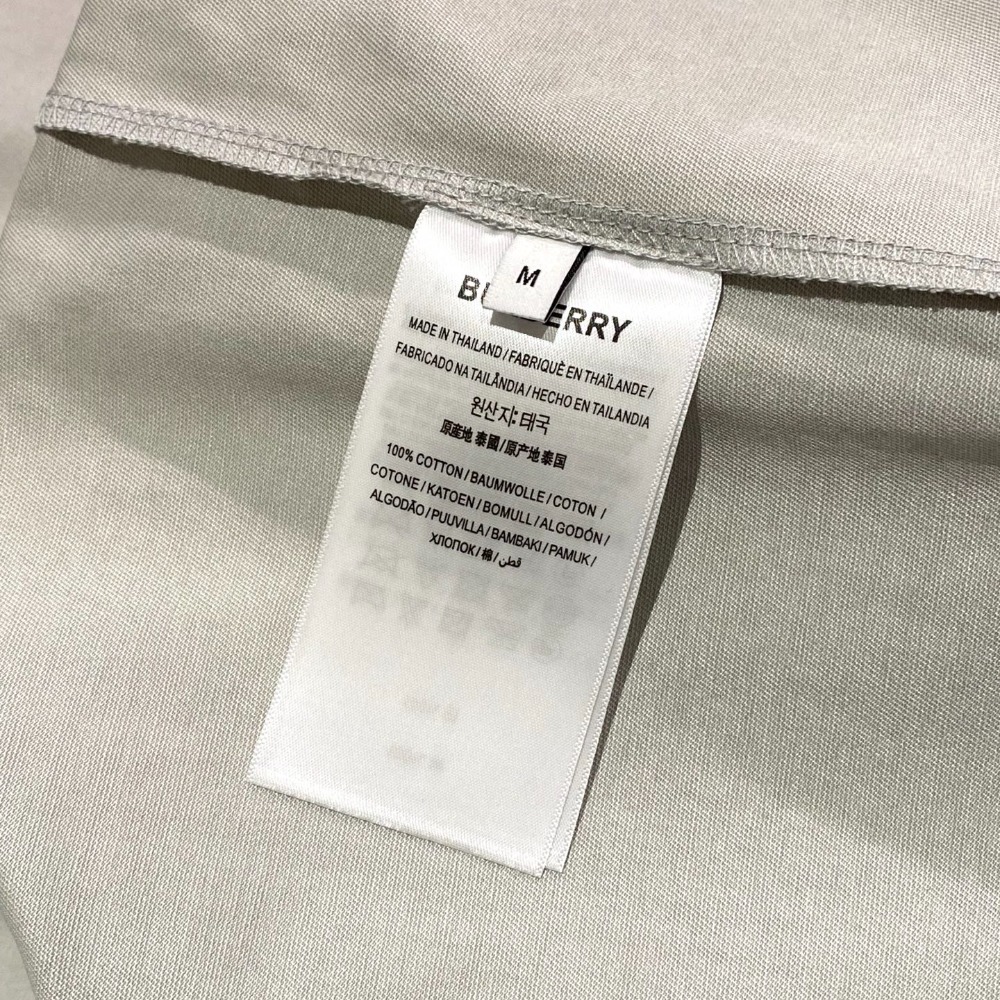 M
BU ERRY
MADE IN THAILAND / FABRIQUÈ EN THAÏLANDE /
FABRICADO NA TAILÂNDIA / HECHO EN TAILANDIA
원산지: 태국
原産地 泰國 / 原产地 泰国
100% COTTON / BAUMWOLLE / COTON /
COTONE / KATOEN / BOMULL / ALGODÓN /
ALGODÃO / PUUVILLA / BAMBAKI / PAMUK /
ХЛОПОК / 棉 / قطن